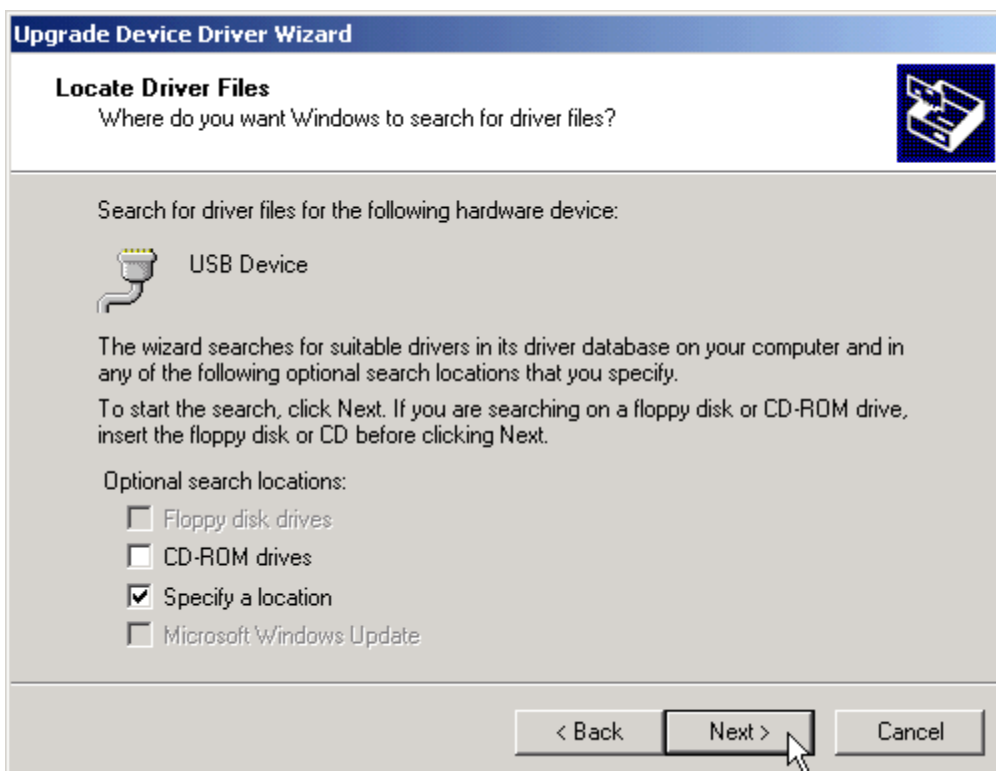 Upgrade Device Driver Wizard
Locate Driver Files
Where do you want Windows to search for driver files?
Search for driver files for the following hardware device:
USB Device
The wizard searches for suitable drivers in its driver database on your computer and in
any of the following optional search locations that you specify.
To start the search, click Next. If you are searching on a floppy disk or CD-ROM drive,
insert the floppy disk or CD before clicking Next.
Optional search locations:
Floppy disk drives
CD-ROM drives
Specify a location
Microsoft Windows Update
< Back Next > Cancel